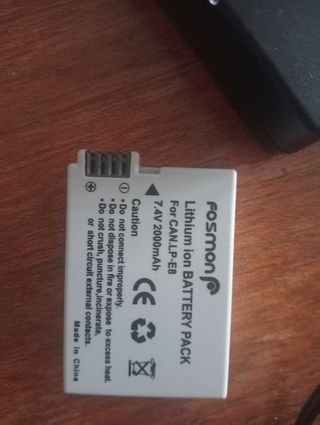 Fosmon
Lithium ion BATTERY PACK
For CAN.LP-E8
7.4V 2000mAh
Caution
• Do not connect improperly.
• Do not dispose in fire or expose to excess heat.
• Do not crush, puncture,incinerate,
or short circuit external contacts.
Made in China